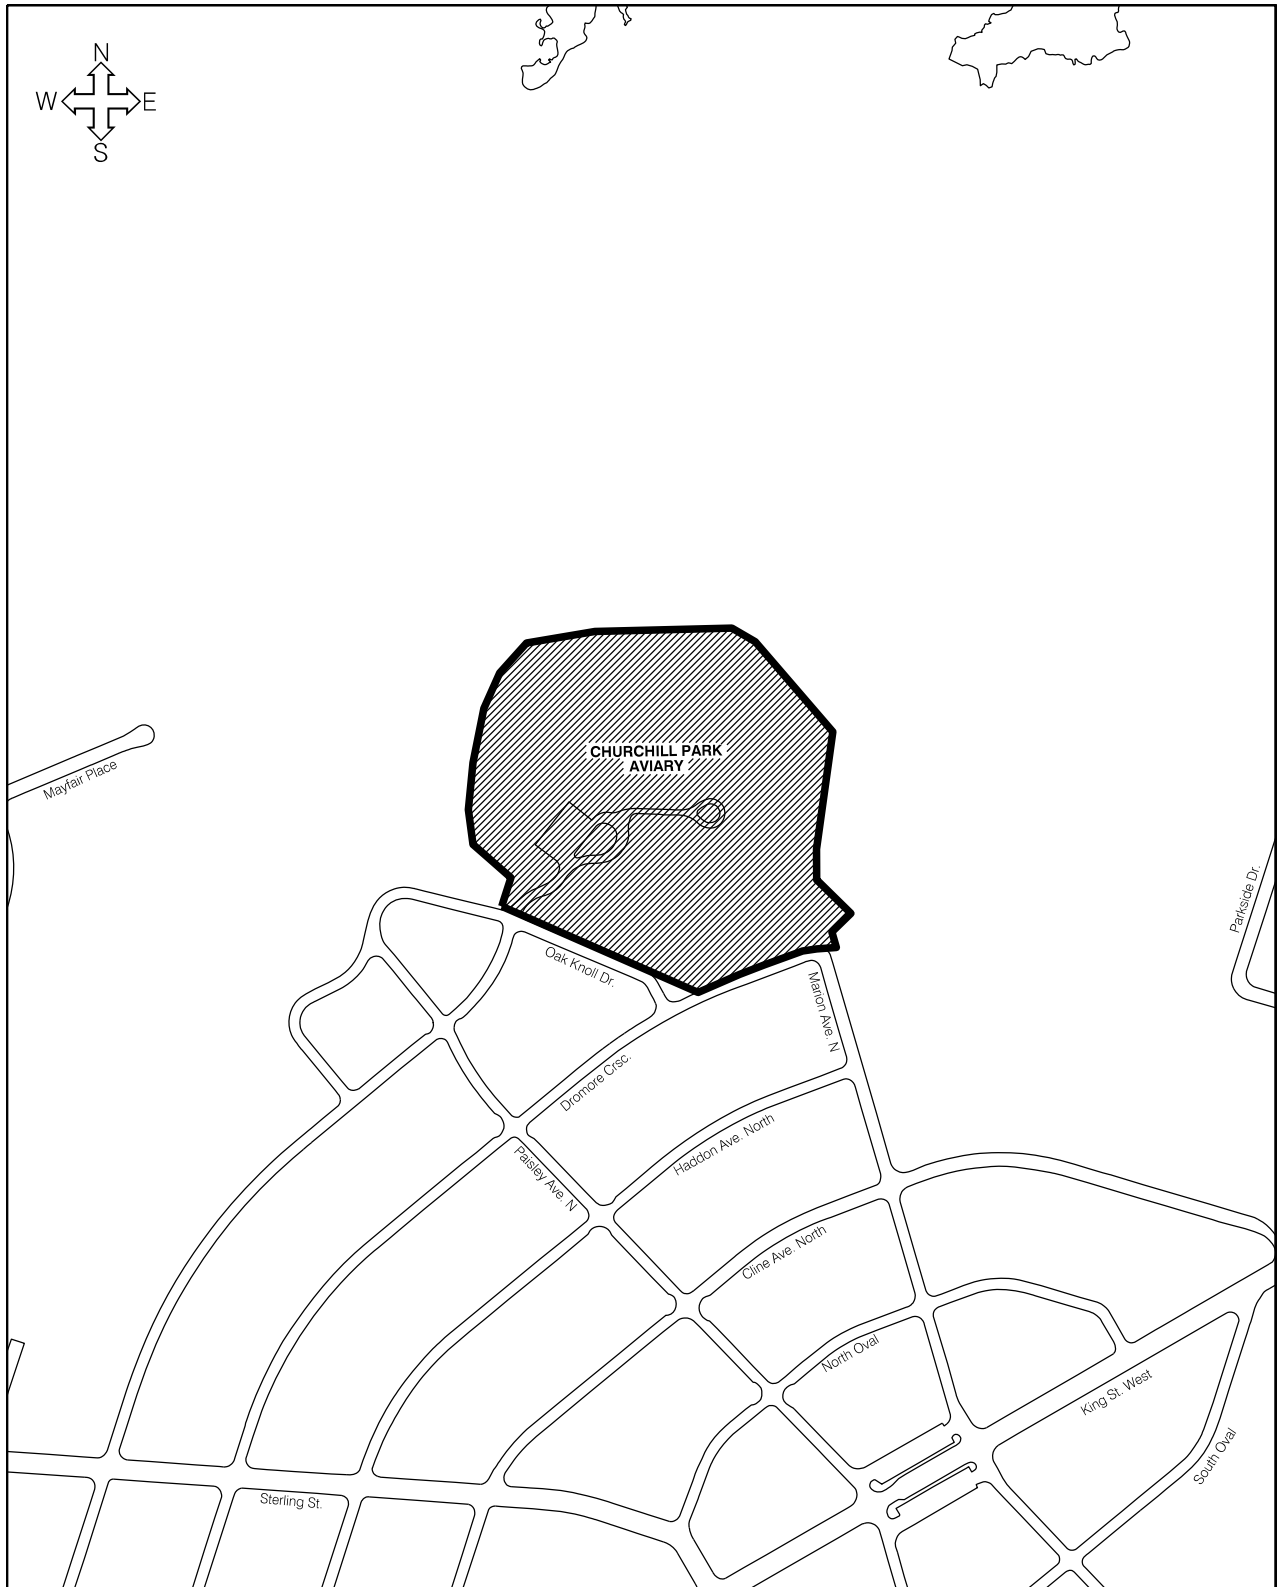 N
W E
S
CHURCHILL PARK
AVIARY
Mayfair Place
Parkside Dr.
Oak Knoll Dr.
Marion Ave. N
Dromore Crsc.
Haddon Ave. North
Paisley Ave. N
Cline Ave. North
North Oval
King St. West
South Oval
Sterling St.